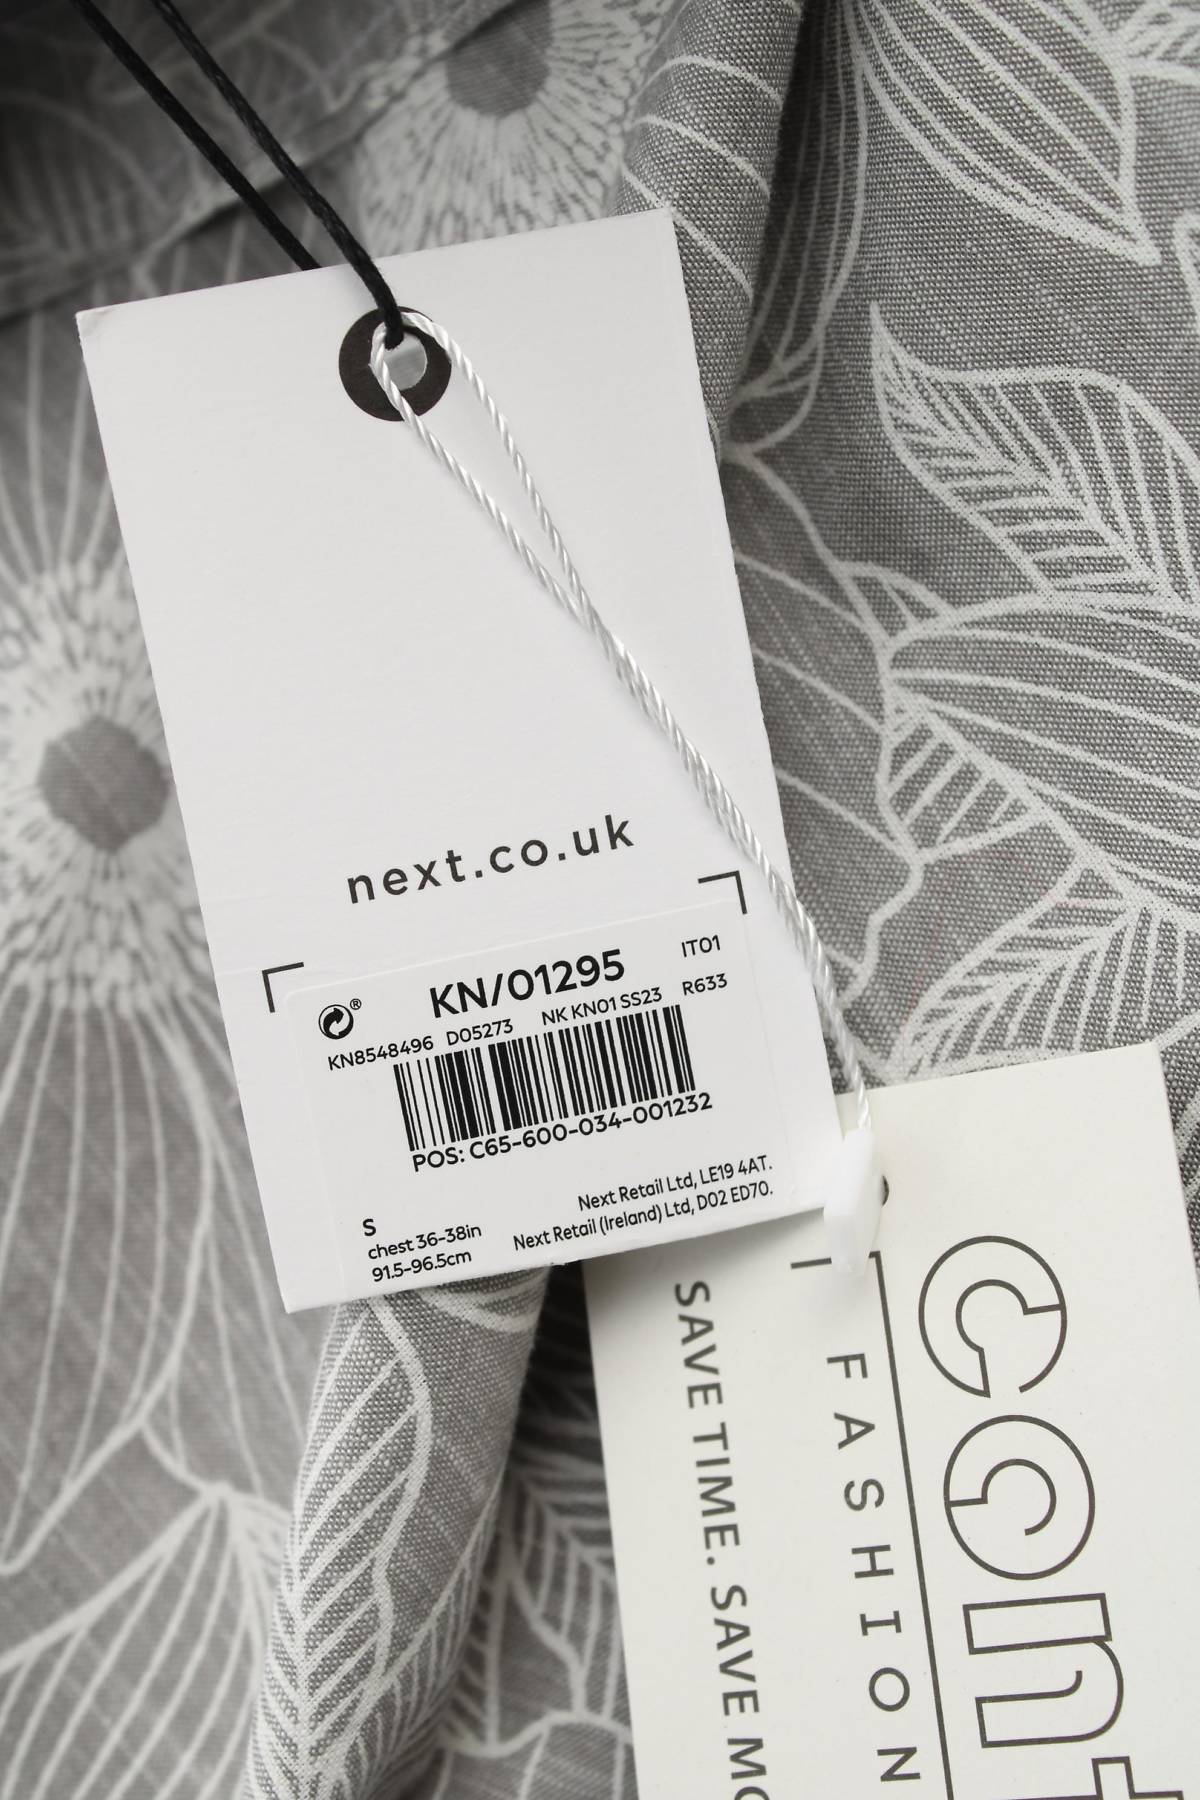 next.co.uk
KN/01295
IT01
KN8548496 D05273 NK KN01 SS23 R633
POS: C65-600-034-001232
Next Retail Ltd, LE19 4AT.
Next Retail (Ireland) Ltd, D02 ED70.
S
chest 36-38in
91.5-96.5cm
®
cont
FASHION
SAVE TIME. SAVE